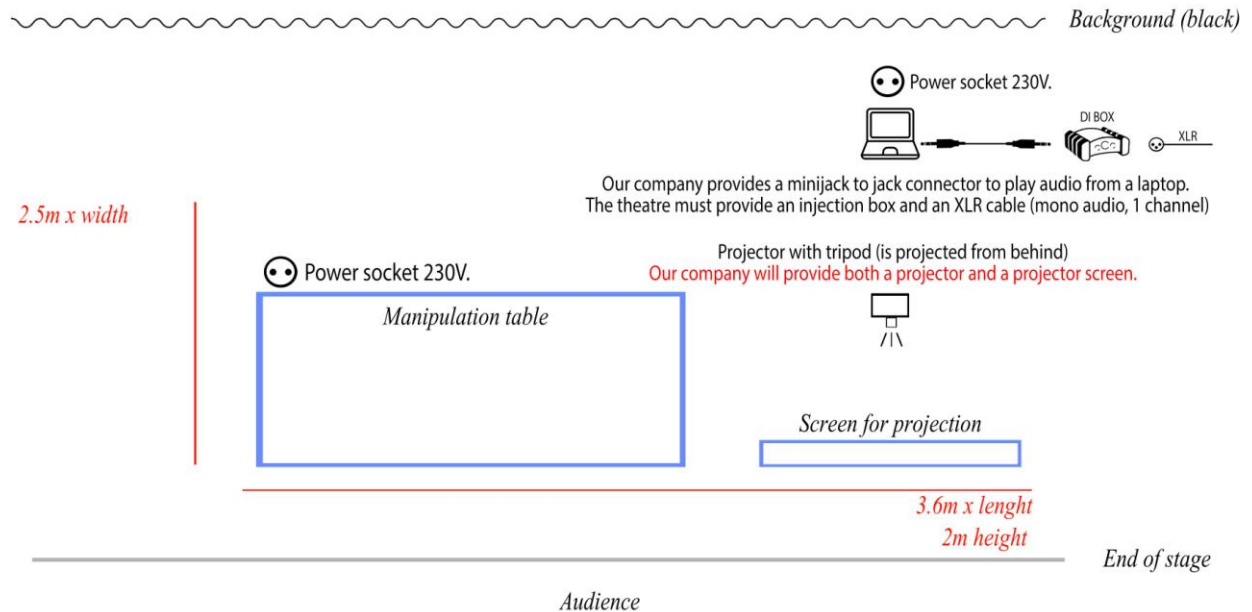 Background (black)
Power socket 230V.
DI BOX
XLR
Our company provides a minijack to jack connector to play audio from a laptop.
The theatre must provide an injection box and an XLR cable (mono audio, 1 channel)
2.5m x width
Projector with tripod (is projected from behind)
Our company will provide both a projector and a projector screen.
Power socket 230V.
Manipulation table
Screen for projection
3.6m x lenght
2m height
End of stage
Audience